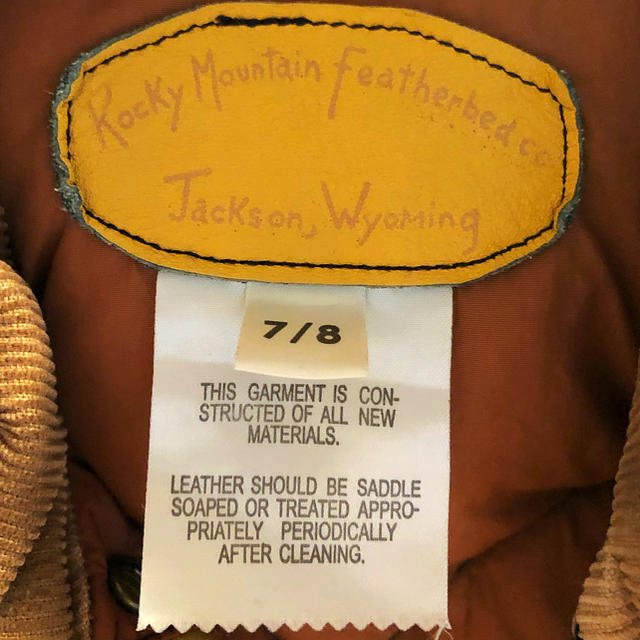 Rocky Mountain Featherbed co
Jackson, Wyoming
7/8
THIS GARMENT IS CON-
STRUCTED OF ALL NEW
MATERIALS.
LEATHER SHOULD BE SADDLE
SOAPED OR TREATED APPRO-
PRIATELY PERIODICALLY
AFTER CLEANING.